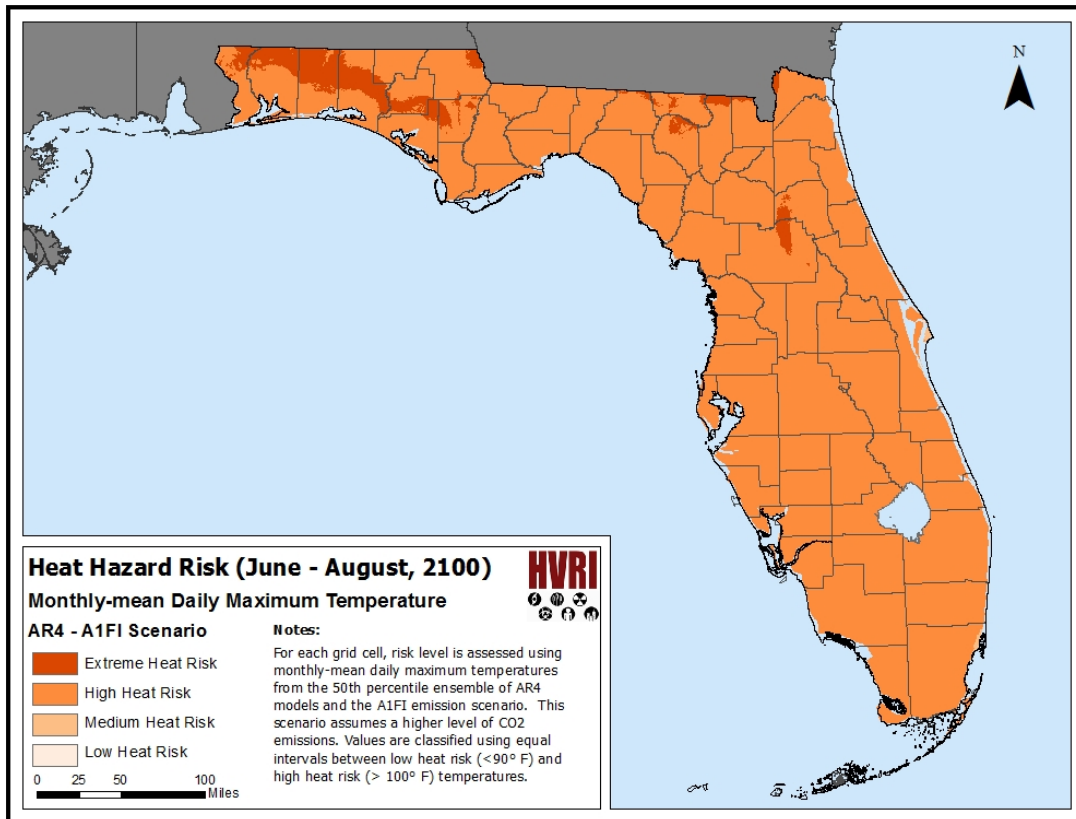 N
Heat Hazard Risk (June - August, 2100)
HVRI
Monthly-mean Daily Maximum Temperature
AR4 - A1FI Scenario
Extreme Heat Risk
High Heat Risk
Medium Heat Risk
Low Heat Risk
0 25 50 100
Miles
Notes:
For each grid cell, risk level is assessed using
monthly-mean daily maximum temperatures
from the 50th percentile ensemble of AR4
models and the A1FI emission scenario. This
scenario assumes a higher level of CO2
emissions. Values are classified using equal
intervals between low heat risk (<90° F) and
high heat risk (> 100° F) temperatures.